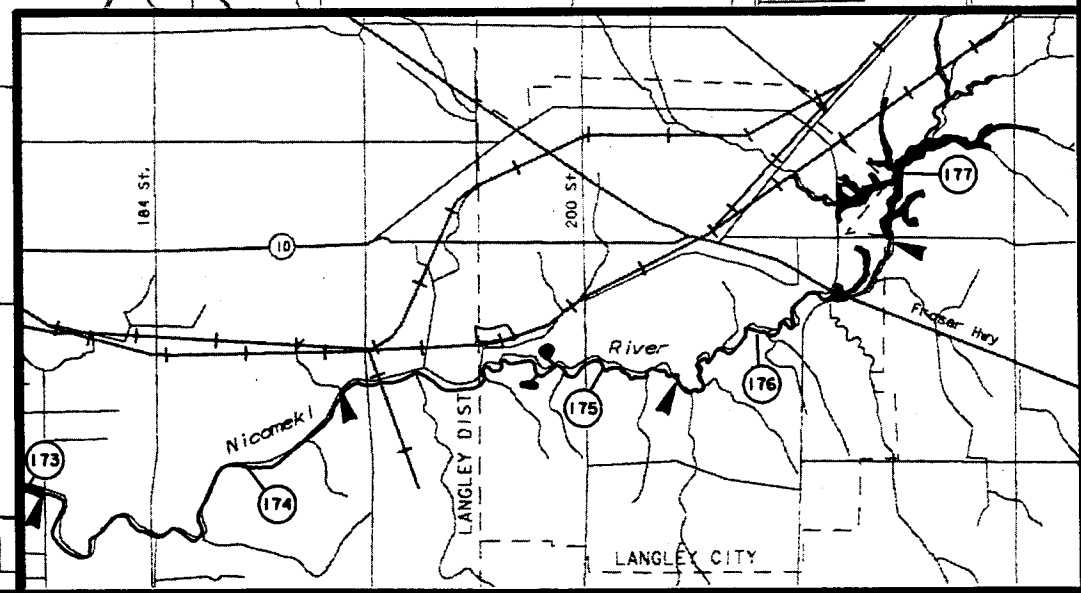 184 St.
10
200 St.
177
Fraser Hwy
River
176
175
Nicomekl
LANGLEY DIST
173
174
LANGLEY CITY